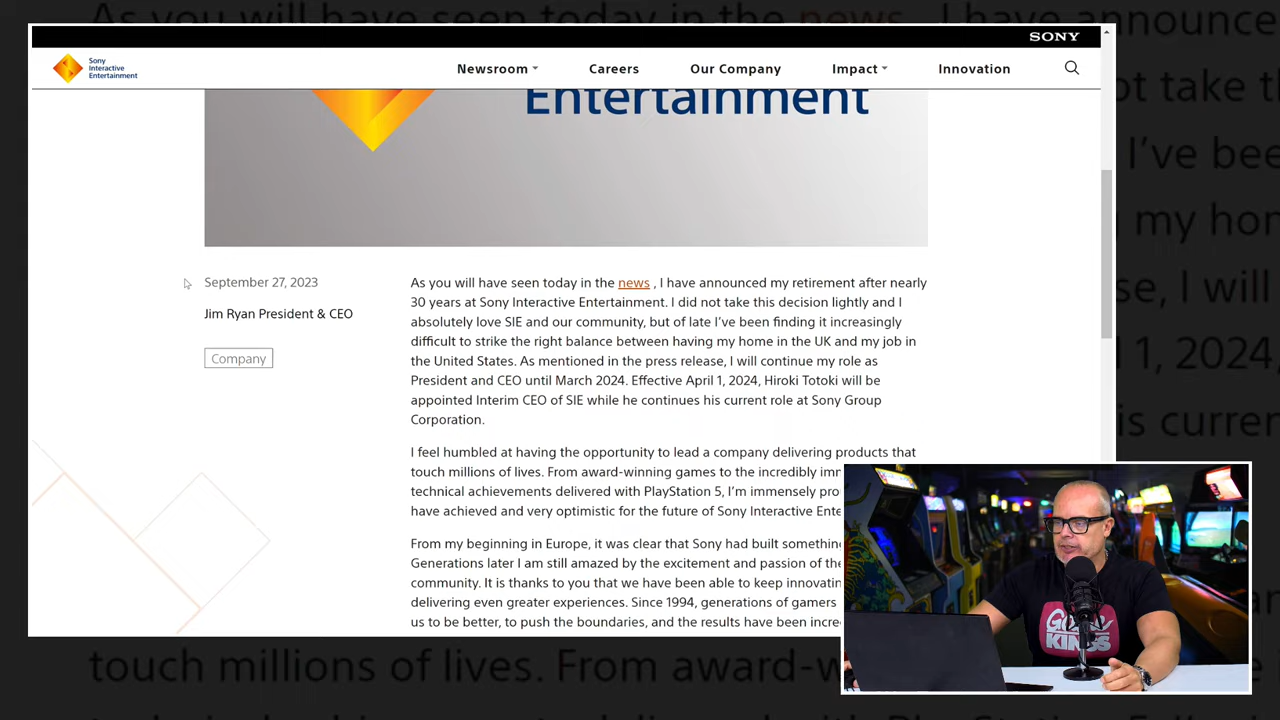 SONY
Sony
Interactive
Entertainment
Newsroom
Careers
Our Company
Impact
Innovation
Entertainment
September 27, 2023
Jim Ryan President & CEO
Company
As you will have seen today in the news , I have announced my retirement after nearly
30 years at Sony Interactive Entertainment. I did not take this decision lightly and I
absolutely love SIE and our community, but of late I've been finding it increasingly
difficult to strike the right balance between having my home in the UK and my job in
the United States. As mentioned in the press release, I will continue my role as
President and CEO until March 2024. Effective April 1, 2024, Hiroki Totoki will be
appointed Interim CEO of SIE while he continues his current role at Sony Group
Corporation.
I feel humbled at having the opportunity to lead a company delivering products that
touch millions of lives. From award-winning games to the incredibly imm
technical achievements delivered with PlayStation 5, I'm immensely pro
have achieved and very optimistic for the future of Sony Interactive Ente
From my beginning in Europe, it was clear that Sony had built somethin
Generations later I am still amazed by the excitement and passion of the
community. It is thanks to you that we have been able to keep innovatin
delivering even greater experiences. Since 1994, generations of gamers
us to be better, to push the boundaries, and the results have been incre
KINGS
As you will have seen today in the news , I have announce
ot take th
I've bee
my hor
se, I will
1, 2024,
is curren
touch millions of lives. From award-w